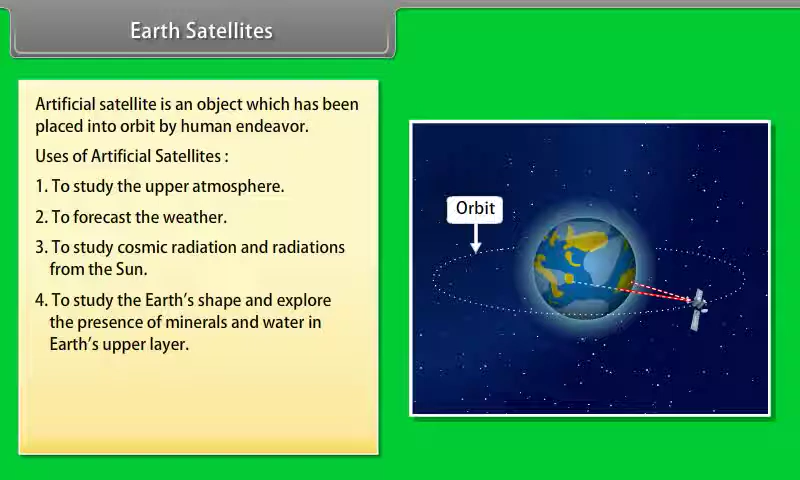 Earth Satellites
Artificial satellite is an object which has been
placed into orbit by human endeavor.
Uses of Artificial Satellites :
1. To study the upper atmosphere.
2. To forecast the weather.
3. To study cosmic radiation and radiations
from the Sun.
4. To study the Earth's shape and explore
the presence of minerals and water in
Earth's upper layer.
Orbit